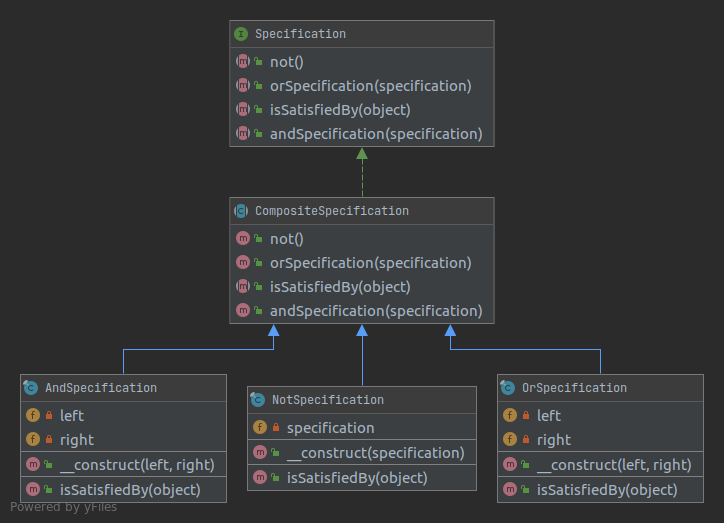 Specification
not()
orSpecification(specification)
isSatisfiedBy(object)
andSpecification(specification)
CompositeSpecification
not()
orSpecification(specification)
isSatisfiedBy(object)
andSpecification(specification)
AndSpecification
left
right
__construct(left, right)
isSatisfiedBy(object)
NotSpecification
specification
__construct(specification)
isSatisfiedBy(object)
OrSpecification
left
right
__construct(left, right)
isSatisfiedBy(object)
Powered by yFiles